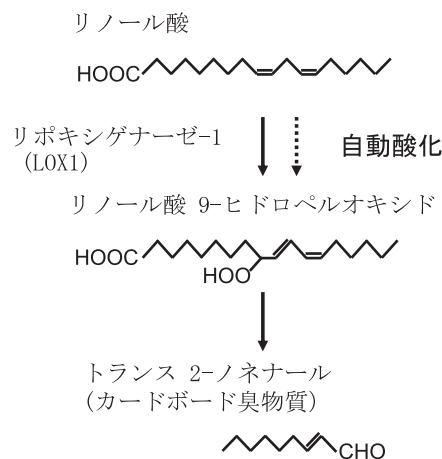 リノール酸
HOOC
リポキシゲナーゼ-1
(LOX1)
自動酸化
リノール酸 9-ヒドロペルオキシド
HOOC
HOO
トランス 2-ノネナール
(カードボード臭物質)
CHO